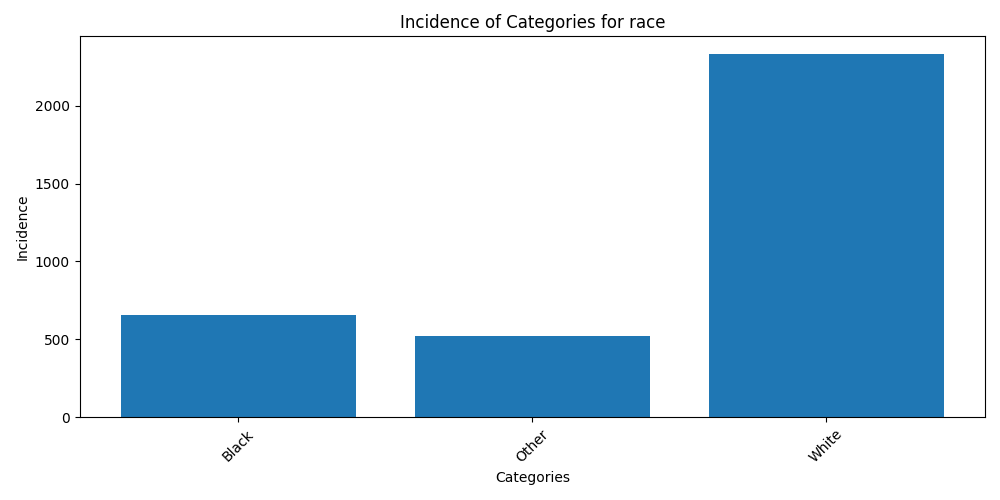 Incidence of Categories for race
Incidence
2000
1500
1000
500
0
Black
Other
White
Categories